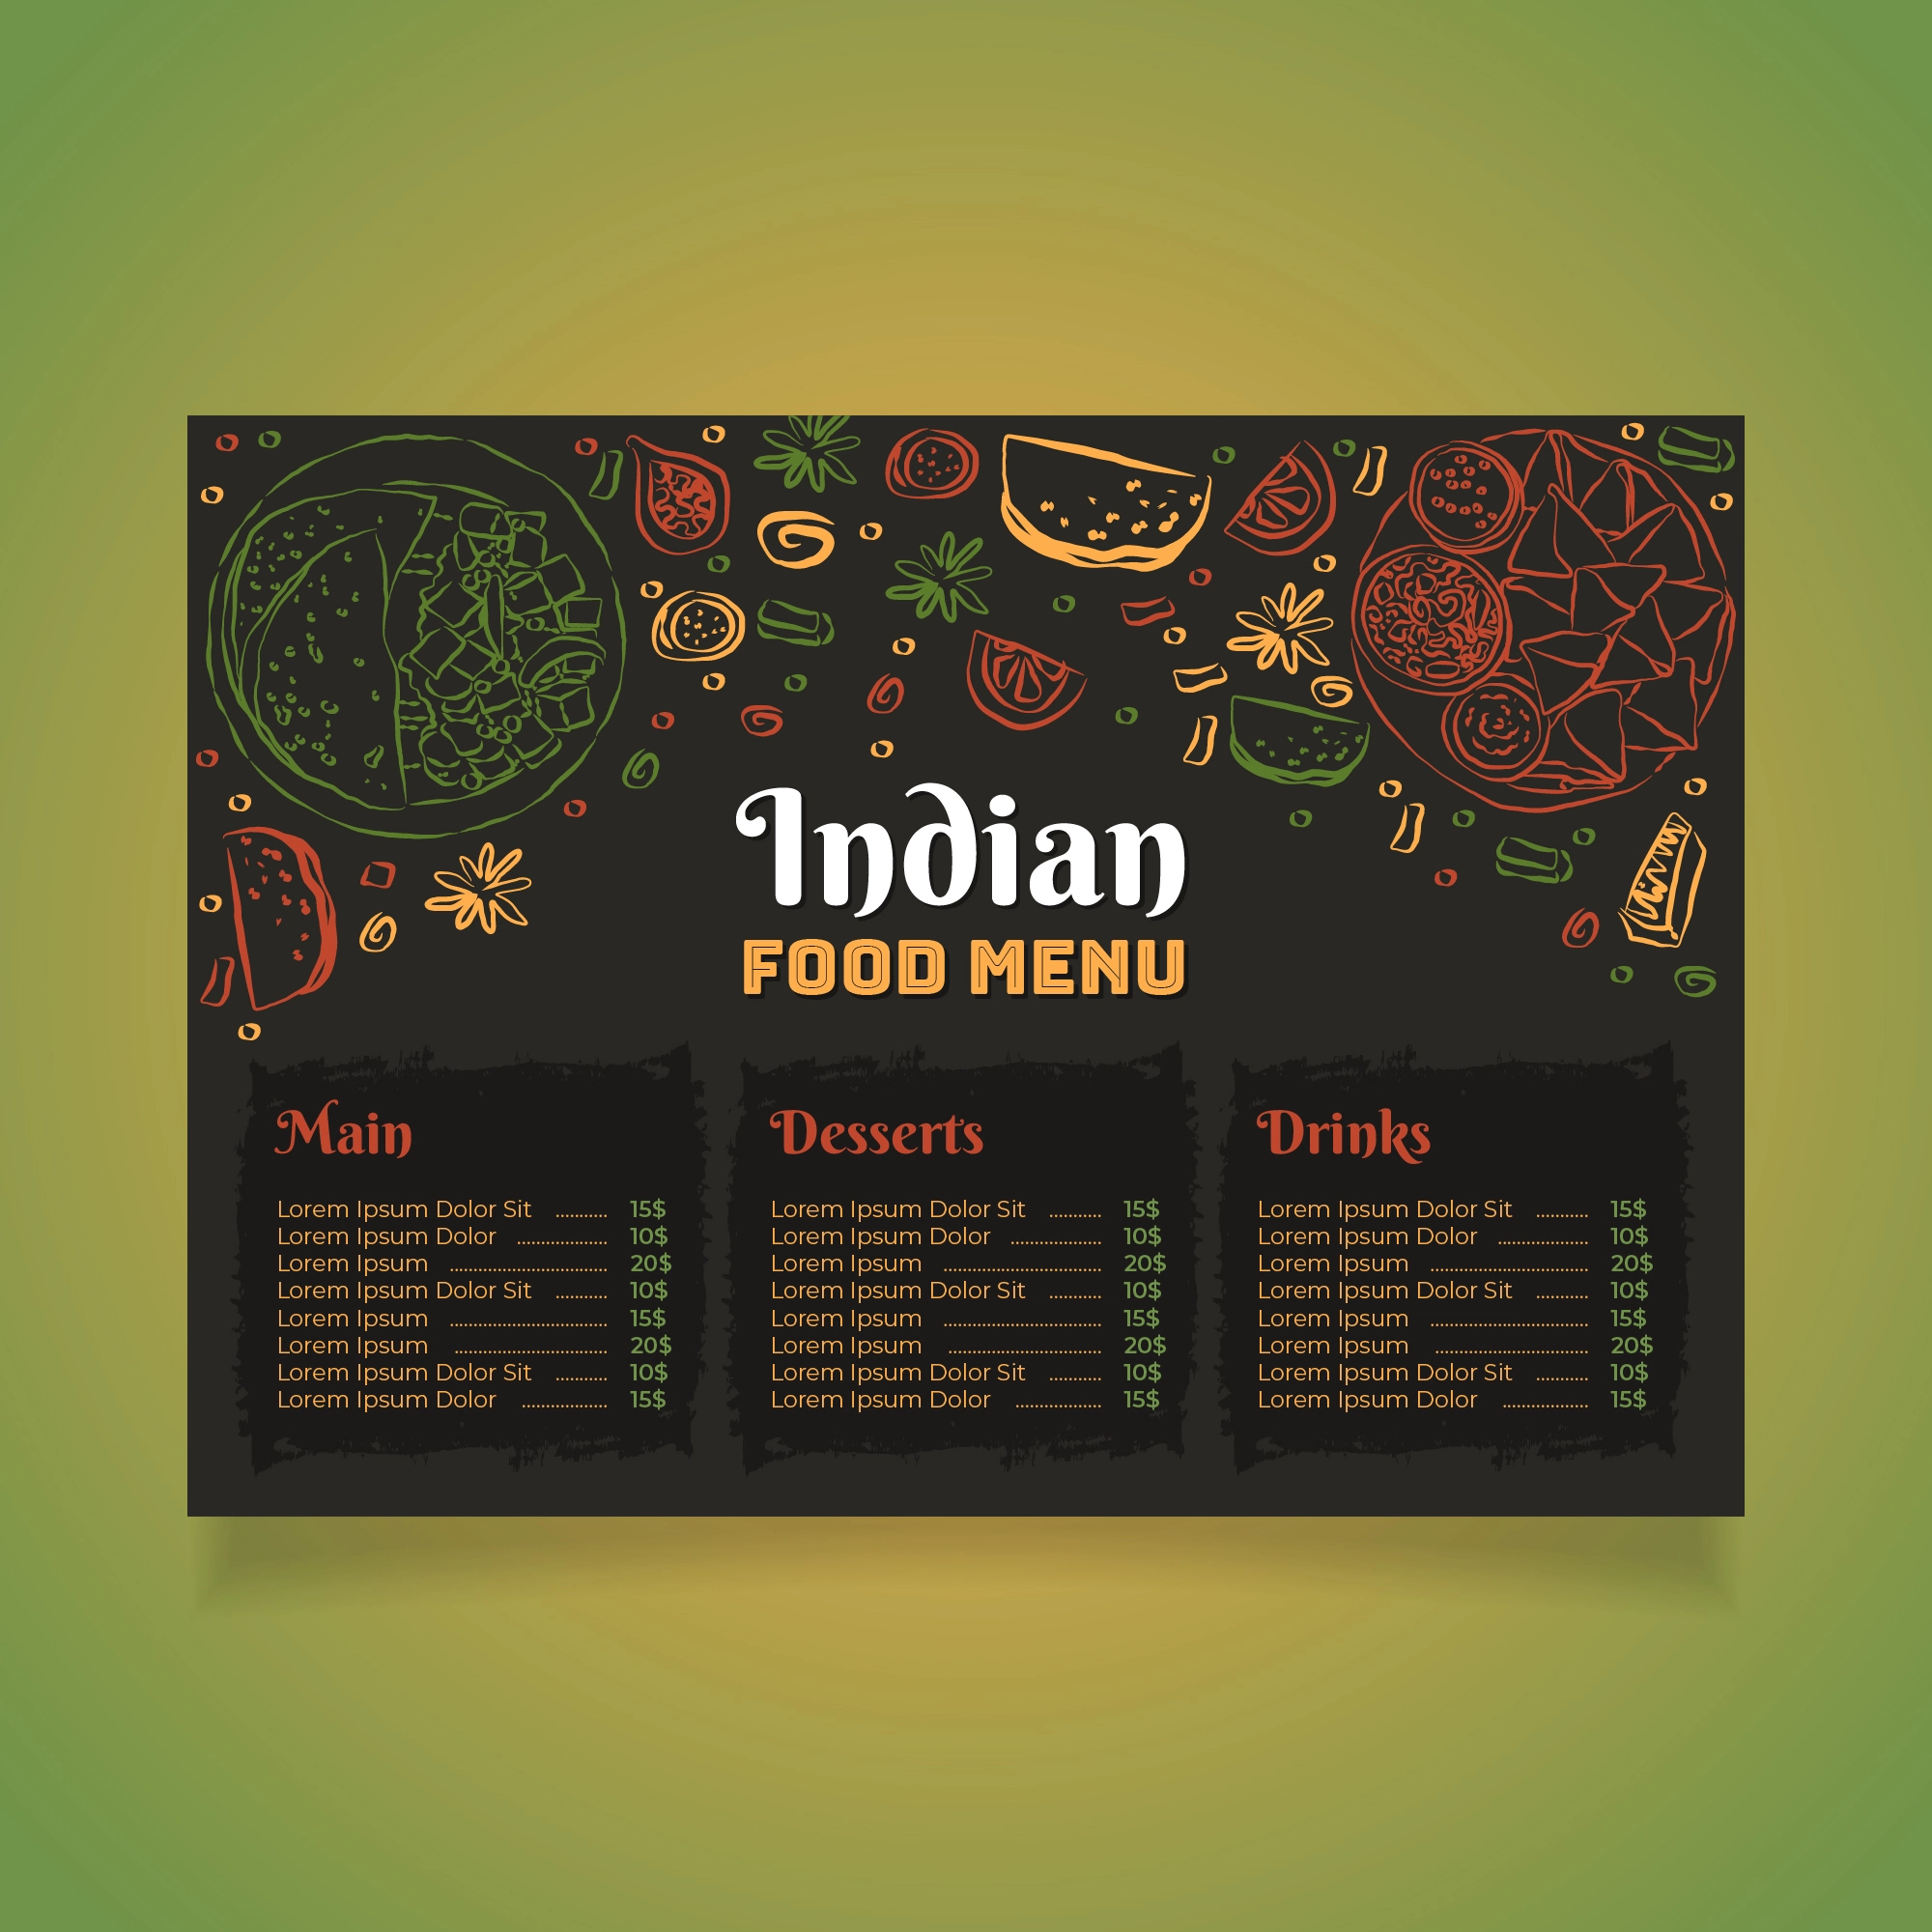 Indian
FOOD MENU
Main
Lorem Ipsum Dolor Sit ........... 15$
Lorem Ipsum Dolor ................... 10$
Lorem Ipsum ................................. 20$
Lorem Ipsum Dolor Sit ........... 10$
Lorem Ipsum ................................. 15$
Lorem Ipsum ................................ 20$
Lorem Ipsum Dolor Sit ........... 10$
Lorem Ipsum Dolor .................. 15$
Desserts
Lorem Ipsum Dolor Sit ........... 15$
Lorem Ipsum Dolor ................... 10$
Lorem Ipsum ................................. 20$
Lorem Ipsum Dolor Sit ........... 10$
Lorem Ipsum ................................. 15$
Lorem Ipsum ................................ 20$
Lorem Ipsum Dolor Sit ........... 10$
Lorem Ipsum Dolor .................. 15$
Drinks
Lorem Ipsum Dolor Sit ........... 15$
Lorem Ipsum Dolor ................... 10$
Lorem Ipsum ................................. 20$
Lorem Ipsum Dolor Sit ........... 10$
Lorem Ipsum ................................. 15$
Lorem Ipsum ................................ 20$
Lorem Ipsum Dolor Sit ........... 10$
Lorem Ipsum Dolor .................. 15$